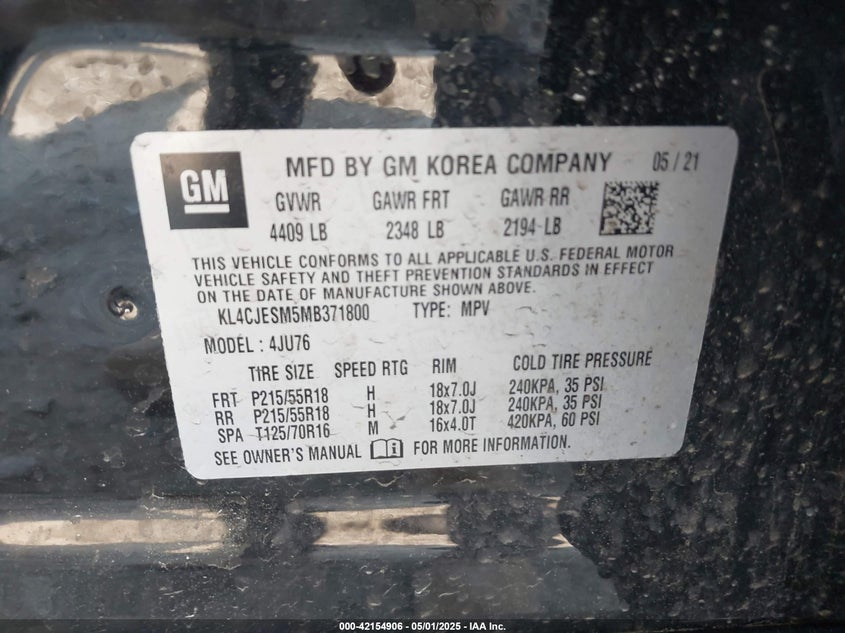 GM
MFD BY GM KOREA COMPANY 05 / 21
GVWR GAWR FRT GAWR RR
4409 LB 2348 LB 2194 LB
THIS VEHICLE CONFORMS TO ALL APPLICABLE U.S. FEDERAL MOTOR
VEHICLE SAFETY AND THEFT PREVENTION STANDARDS IN EFFECT
ON THE DATE OF MANUFACTURE SHOWN ABOVE.
KL4CJESM5MB371800 TYPE: MPV
MODEL : 4JU76
TIRE SIZE SPEED RTG RIM COLD TIRE PRESSURE
FRT P215/55R18 H 18x7.0J 240KPA, 35 PSI
RR P215/55R18 H 18x7.0J 240KPA, 35 PSI
SPA T125/70R16 M 16x4.0T 420KPA, 60 PSI
SEE OWNER'S MANUAL FOR MORE INFORMATION.
000-42154906 - 05/01/2025 - IAA Inc.